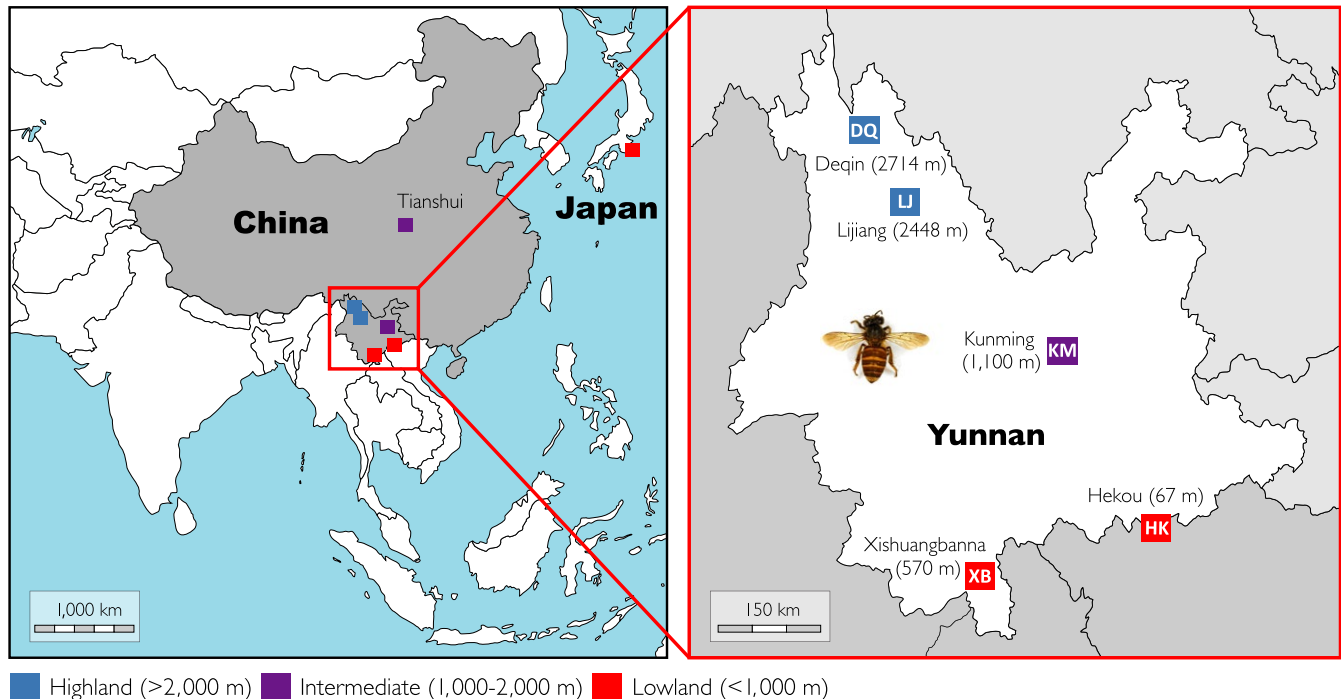 China
Japan
Tianshui
1,000 km
DQ
Deqin (2714 m)
LJ
Lijiang (2448 m)
Kunming
(1,100 m)
KM
Yunnan
Hekou (67 m)
HK
Xishuangbanna
(570 m)
XB
150 km
Highland (>2,000 m)
Intermediate (1,000-2,000 m)
Lowland (<1,000 m)